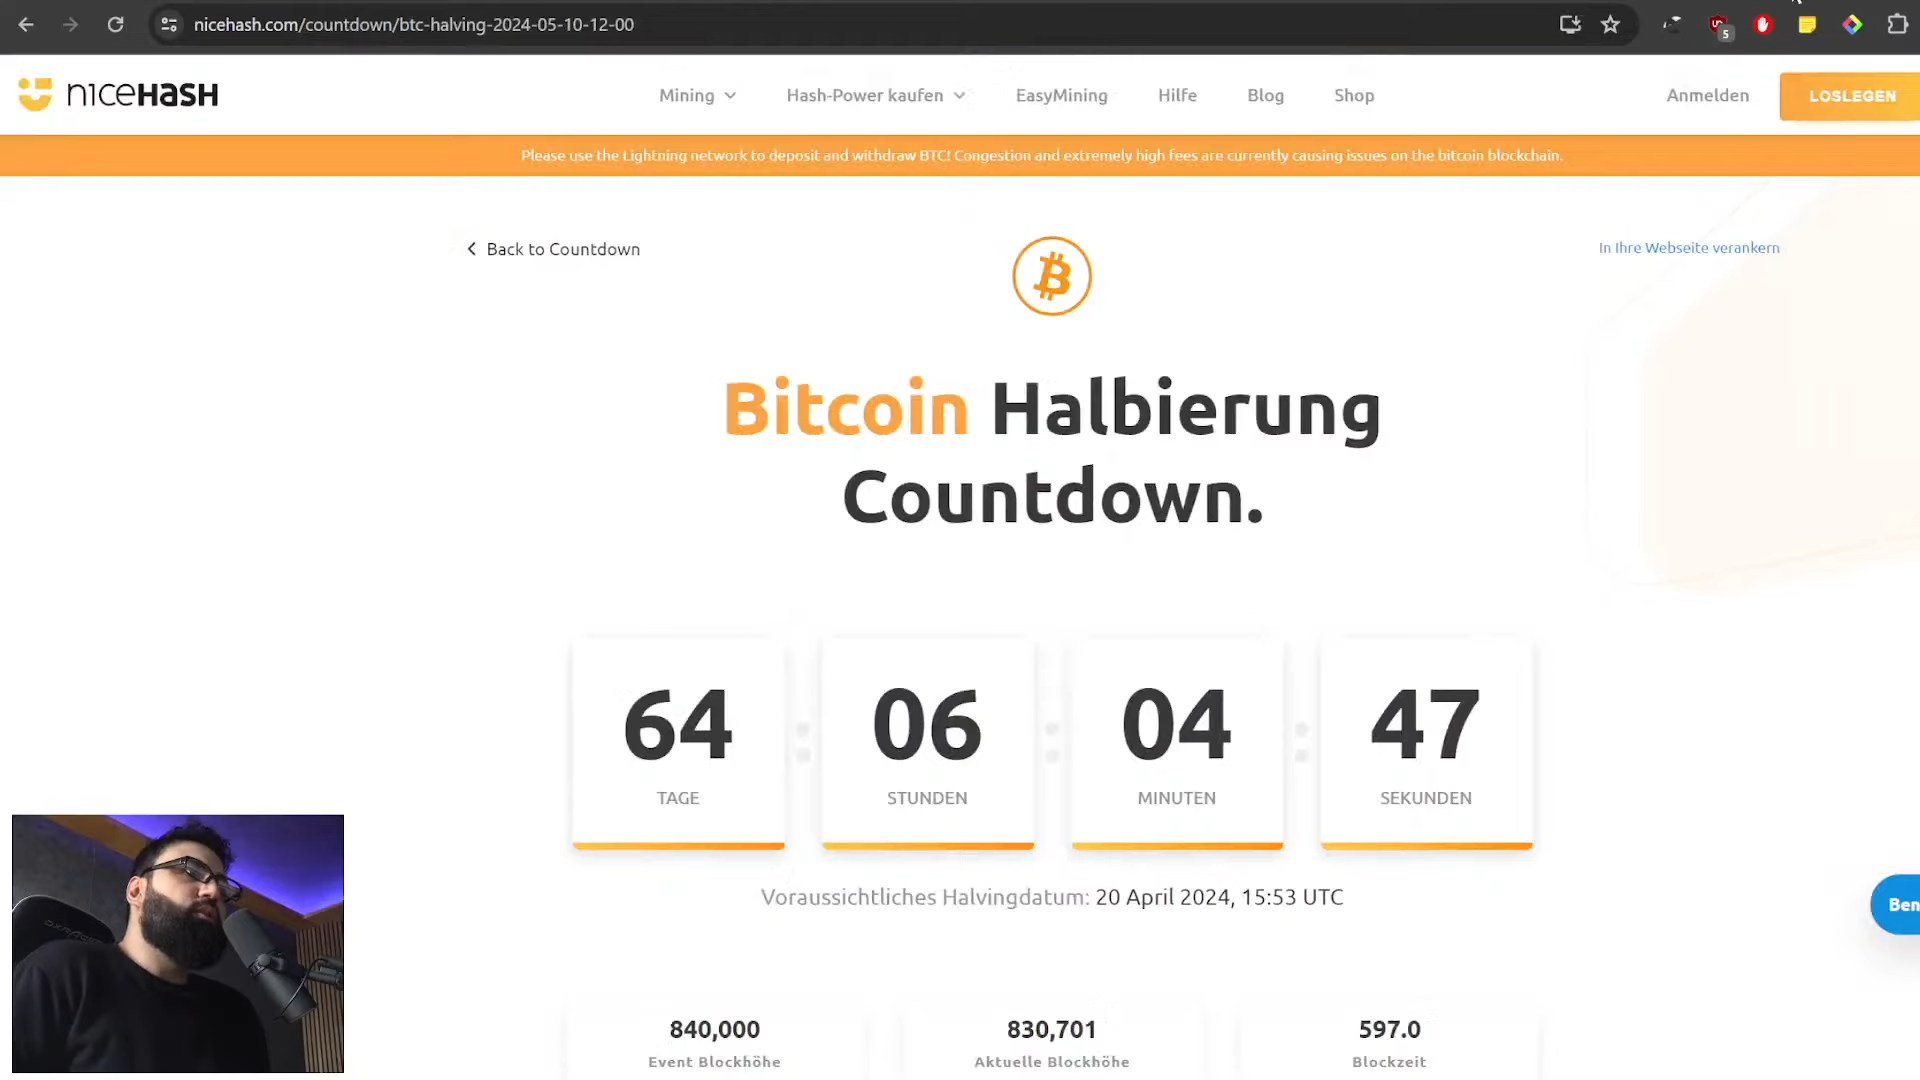 nicehash.com/countdown/btc-halving-2024-05-10-12-00
5
niceHASH
Mining
Hash-Power kaufen
EasyMining
Hilfe
Blog
Shop
Anmelden
LOSLEGEN
Please use the Lightning network to deposit and withdraw BTC! Congestion and extremely high fees are currently causing issues on the bitcoin blockchain.
Back to Countdown
In Ihre Webseite verankern
Bitcoin Halbierung
Countdown.
64 : 06 : 04 : 47
TAGE STUNDEN MINUTEN SEKUNDEN
Voraussichtliches Halvingdatum: 20 April 2024, 15:53 UTC
Ben
840,000 830,701 597.0
Event Blockhöhe Aktuelle Blockhöhe Blockzeit